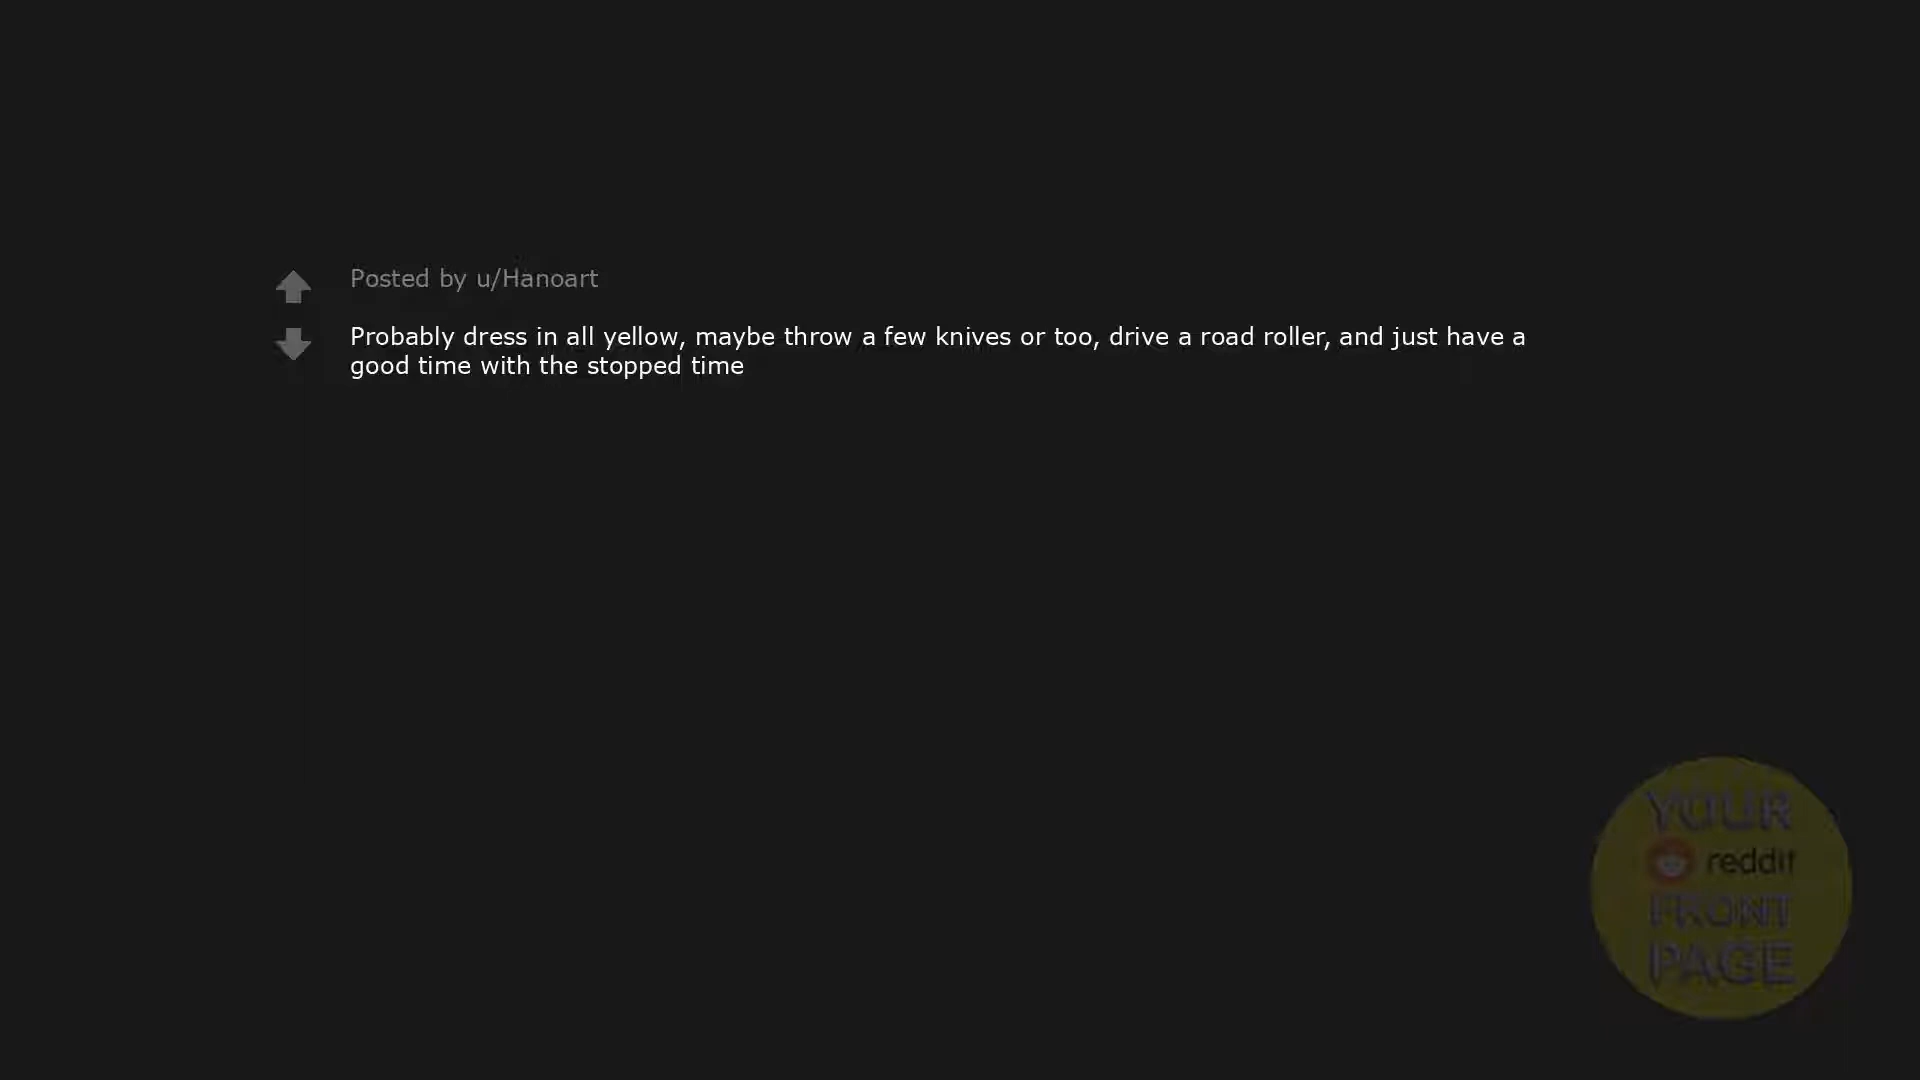 Posted by u/Hanoart
Probably dress in all yellow, maybe throw a few knives or too, drive a road roller, and just have a
good time with the stopped time
YOUR
reddit
FRONT
PAGE